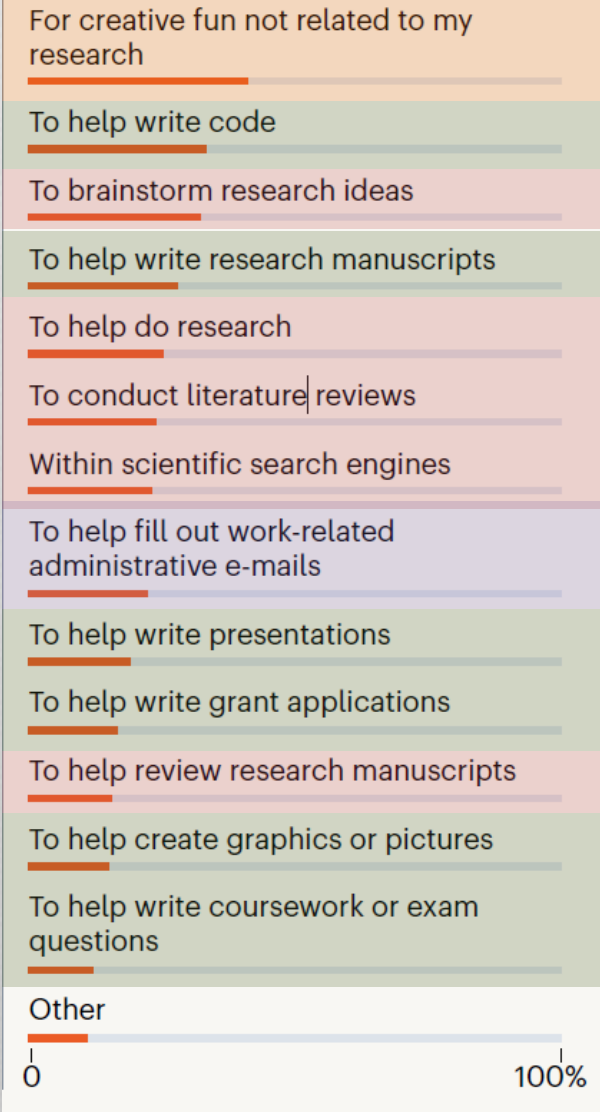 For creative fun not related to my
research
To help write code
To brainstorm research ideas
To help write research manuscripts
To help do research
To conduct literature reviews
Within scientific search engines
To help fill out work-related
administrative e-mails
To help write presentations
To help write grant applications
To help review research manuscripts
To help create graphics or pictures
To help write coursework or exam
questions
Other
0 100%